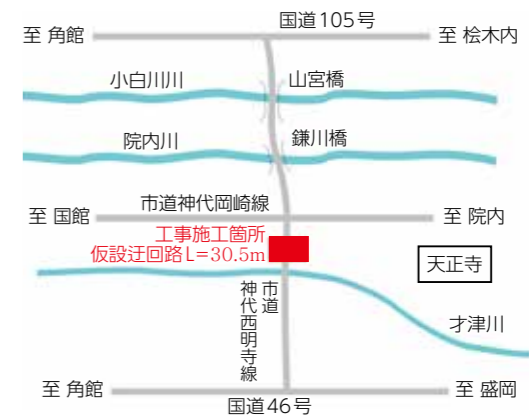 国道105号
至 角館
至 桧木内
小白川川
山宮橋
院内川
鎌川橋
市道神代岡崎線
至 国館
至 院内
工事施工箇所
仮設迂回路L=30.5m
天正寺
市道
神代西明寺線
才津川
至 角館
至 盛岡
国道46号